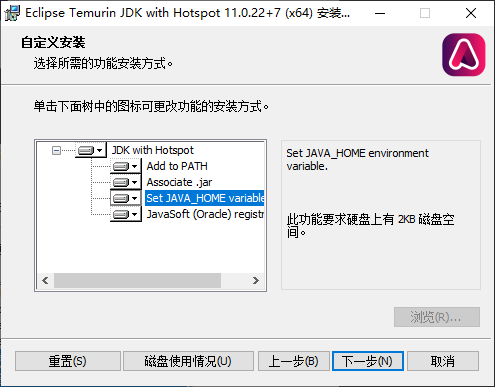 Eclipse Temurin JDK with Hotspot 11.0.22+7 (x64) 安装...
自定义安装
选择所需的功能安装方式。
单击下面树中的图标可更改功能的安装方式。
JDK with Hotspot
Add to PATH
Associate .jar
Set JAVA_HOME variable
JavaSoft (Oracle) registr
Set JAVA_HOME environment
variable.
此功能要求硬盘上有 2KB 磁盘空
间。
浏览(R)...
重置(S)
磁盘使用情况(U)
上一步(B)
下一步(N)
取消